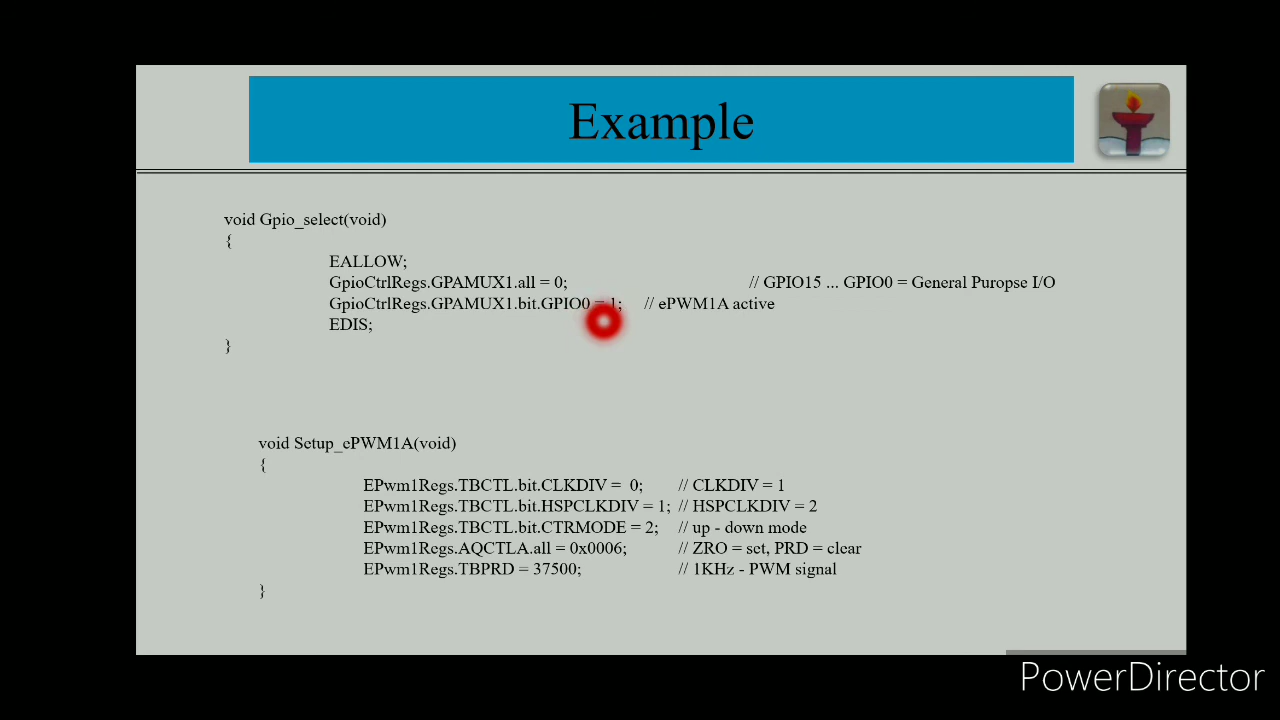 Example
void Gpio_select(void)
{
EALLOW;
GpioCtrlRegs.GPAMUX1.all = 0; // GPIO15 ... GPIO0 = General Puropse I/O
GpioCtrlRegs.GPAMUX1.bit.GPIO0 = 1; // ePWM1A active
EDIS;
}
void Setup_ePWM1A(void)
{
EPwm1Regs.TBCTL.bit.CLKDIV = 0; // CLKDIV = 1
EPwm1Regs.TBCTL.bit.HSPCLKDIV = 1; // HSPCLKDIV = 2
EPwm1Regs.TBCTL.bit.CTRMODE = 2; // up - down mode
EPwm1Regs.AQCTLA.all = 0x0006; // ZRO = set, PRD = clear
EPwm1Regs.TBPRD = 37500; // 1KHz - PWM signal
}
PowerDirector